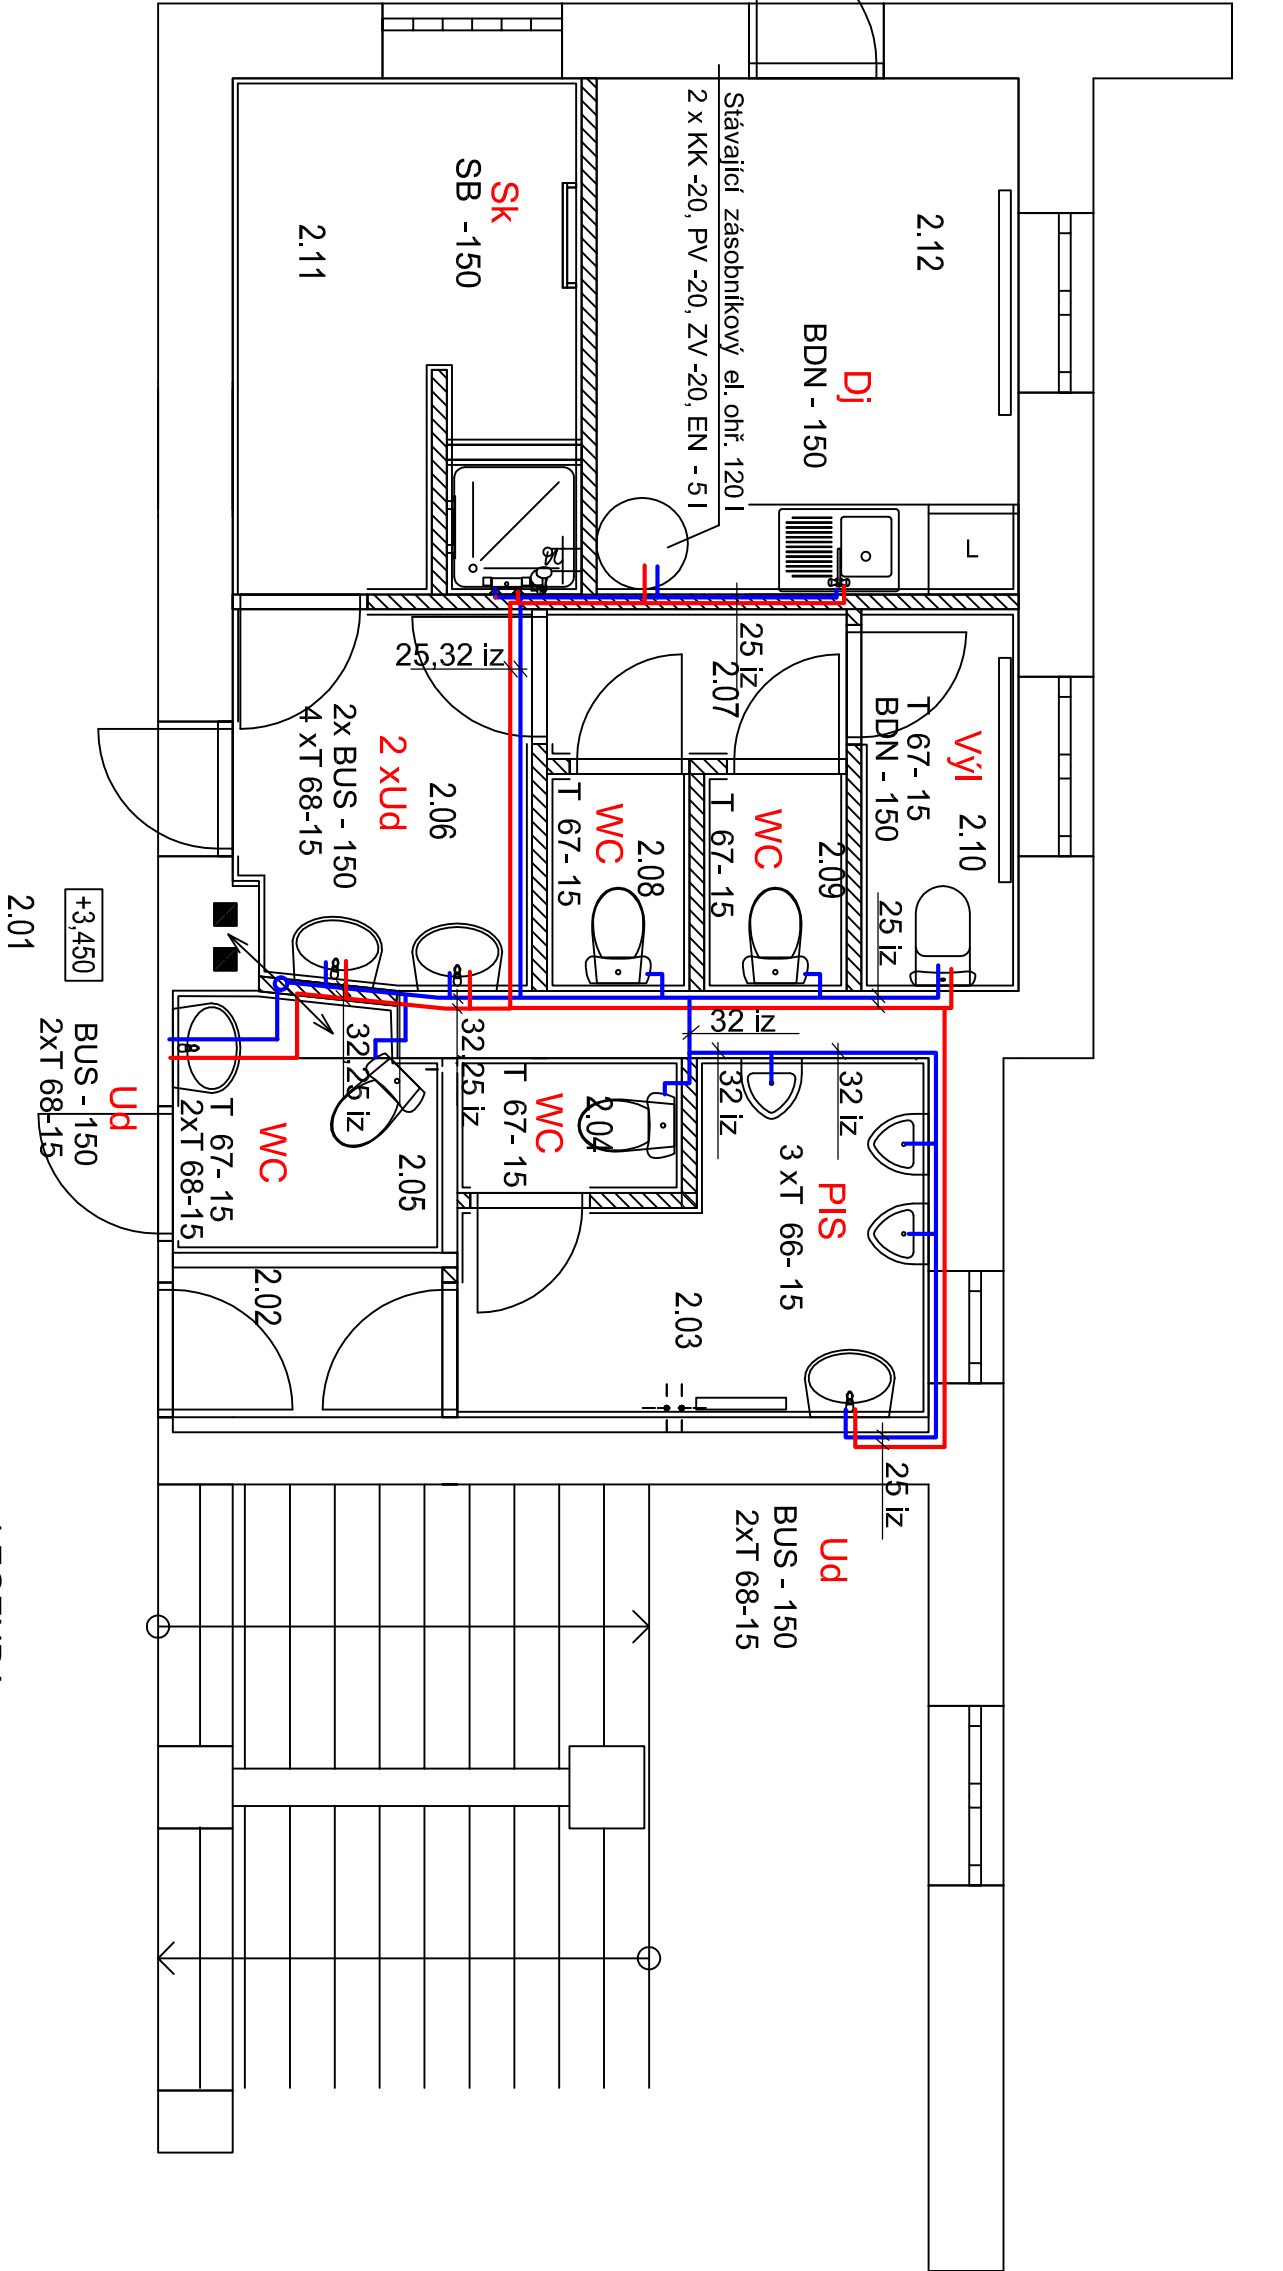 Stávající zásobníkový el. ohř. 120 l
2 x KK -20, PV -20, ZV -20, EN - 5 l
2.12
Dj
BDN - 150
Sk
SB -150
2.11
25 iz
2.07
25,32 iz
Výl
2.10
T 67- 15
BDN - 150
25 iz
2.09
WC
T 67- 15
2.08
WC
T 67- 15
2.06
2 xUd
2x BUS - 150
4 xT 68-15
+3,450
2.01
32 iz
32 iz
32 iz
32,25 iz
32,25 iz
2.04
WC
T 67- 15
PIS
3 xT 66- 15
2.03
2.05
WC
T 67- 15
2xT 68-15
Ud
BUS - 150
2xT 68-15
2.02
25 iz
Ud
BUS - 150
2xT 68-15